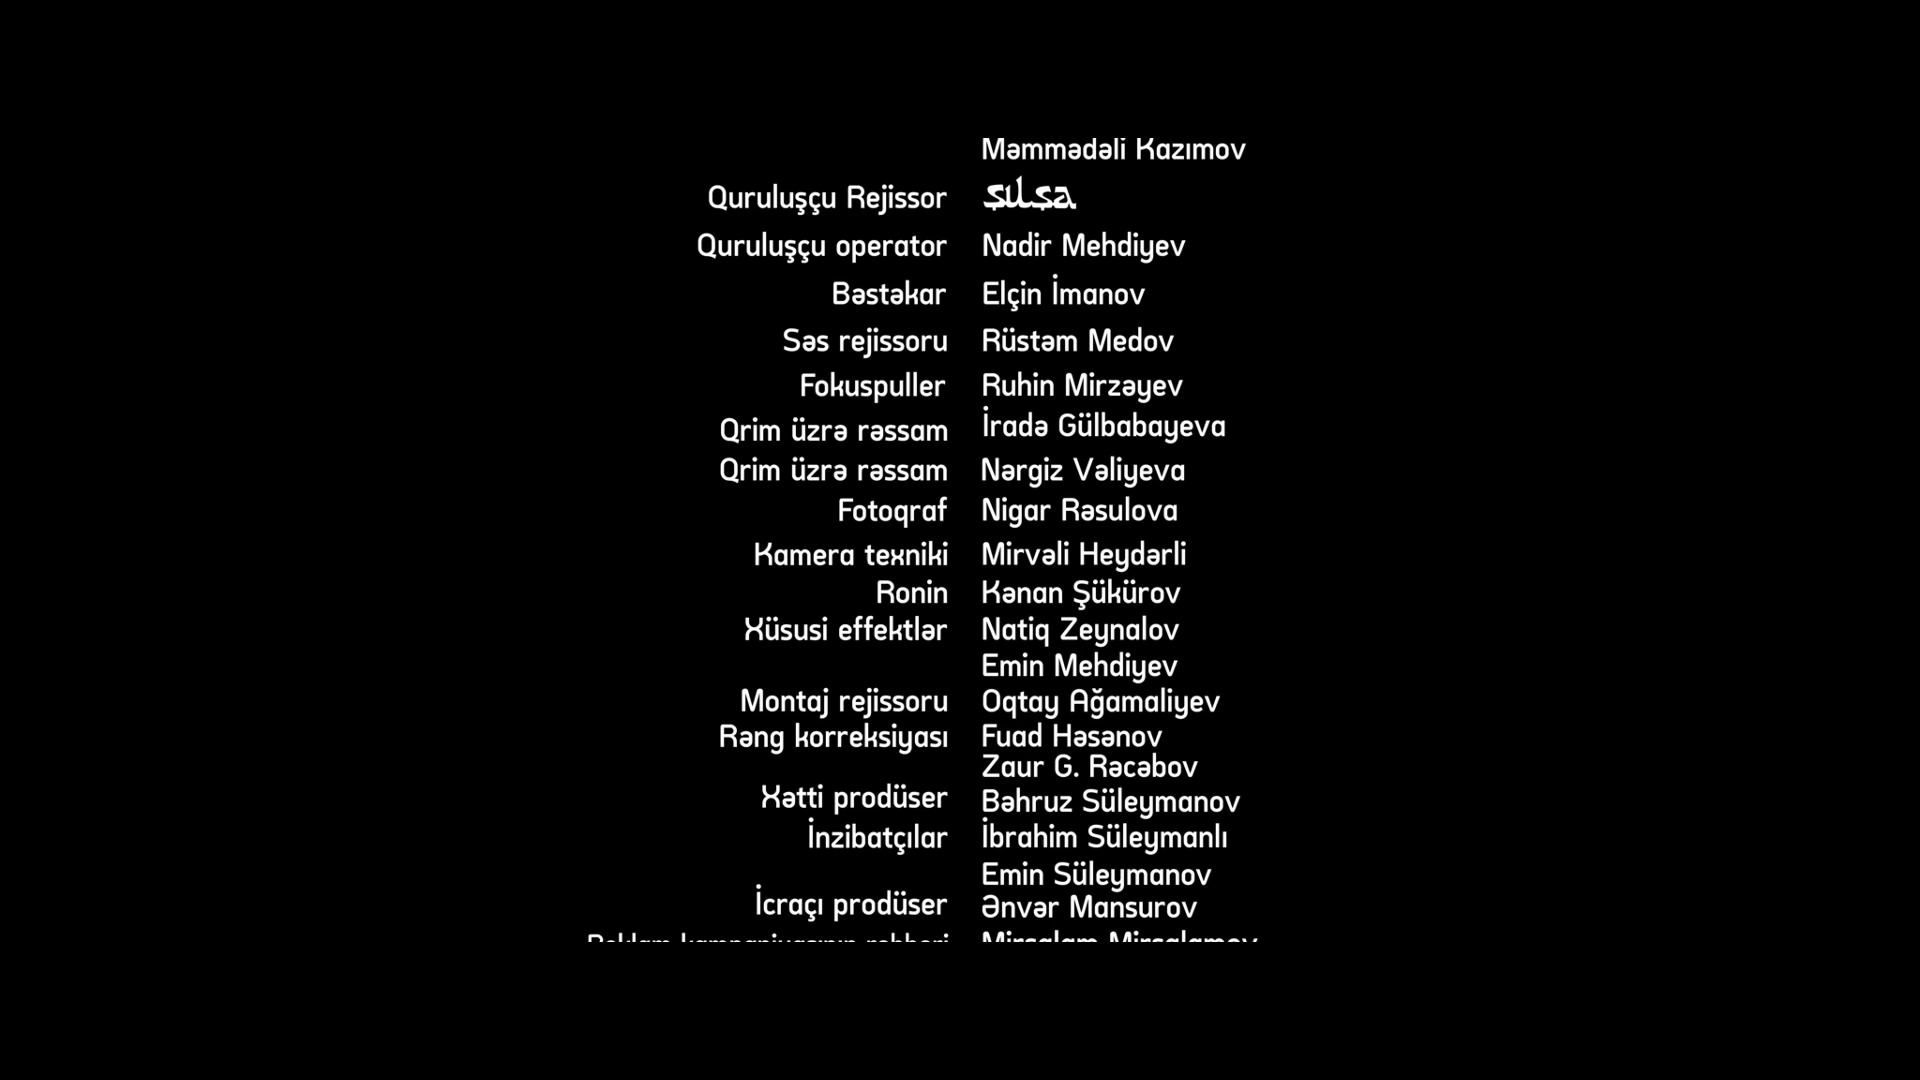 Məmmədəli Kazımov
Quruluşçu Rejissor SUSA
Quruluşçu operator Nadir Mehdiyev
Bəstəkar Elçin İmanov
Səs rejissoru Rüstəm Medov
Fokuspuller Ruhin Mirzəyev
Qrim üzrə rəssam İradə Gülbabayeva
Qrim üzrə rəssam Nərgiz Vəliyeva
Fotoqraf Nigar Rəsulova
Kamera texniki Mirvəli Heydərli
Ronin Kənan Şükürov
Xüsusi effektlər Natiq Zeynalov
Emin Mehdiyev
Montaj rejissoru Oqtay Ağamaliyev
Rəng korreksiyası Fuad Həsənov
Zaur G. Rəcəbov
Xətti prodüser Bəhruz Süleymanov
İnzibatçılar İbrahim Süleymanlı
Emin Süleymanov
İcraçı prodüser Ənvər Mansurov